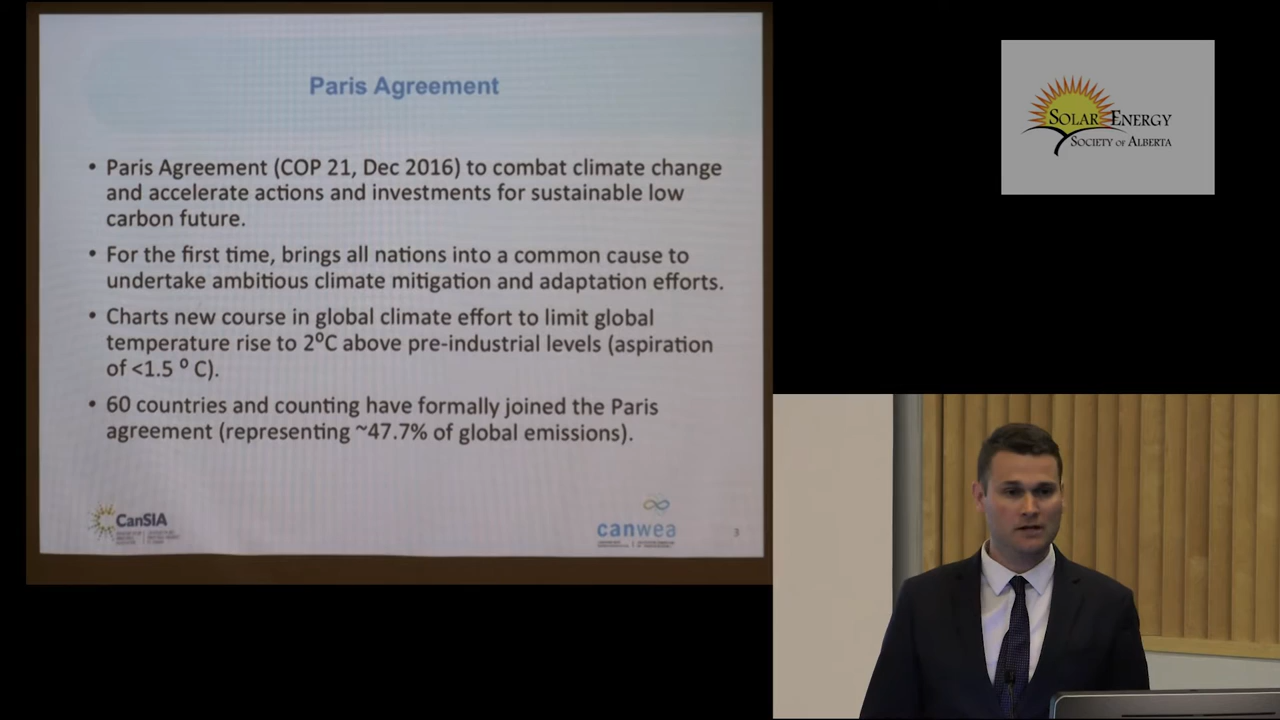 Paris Agreement
• Paris Agreement (COP 21, Dec 2016) to combat climate change
and accelerate actions and investments for sustainable low
carbon future.
• For the first time, brings all nations into a common cause to
undertake ambitious climate mitigation and adaptation efforts.
• Charts new course in global climate effort to limit global
temperature rise to 2⁰C above pre-industrial levels (aspiration
of <1.5 ⁰ C).
• 60 countries and counting have formally joined the Paris
agreement (representing ~47.7% of global emissions).
CanSIA
canwea
3
SOLAR ENERGY
SOCIETY OF ALBERTA